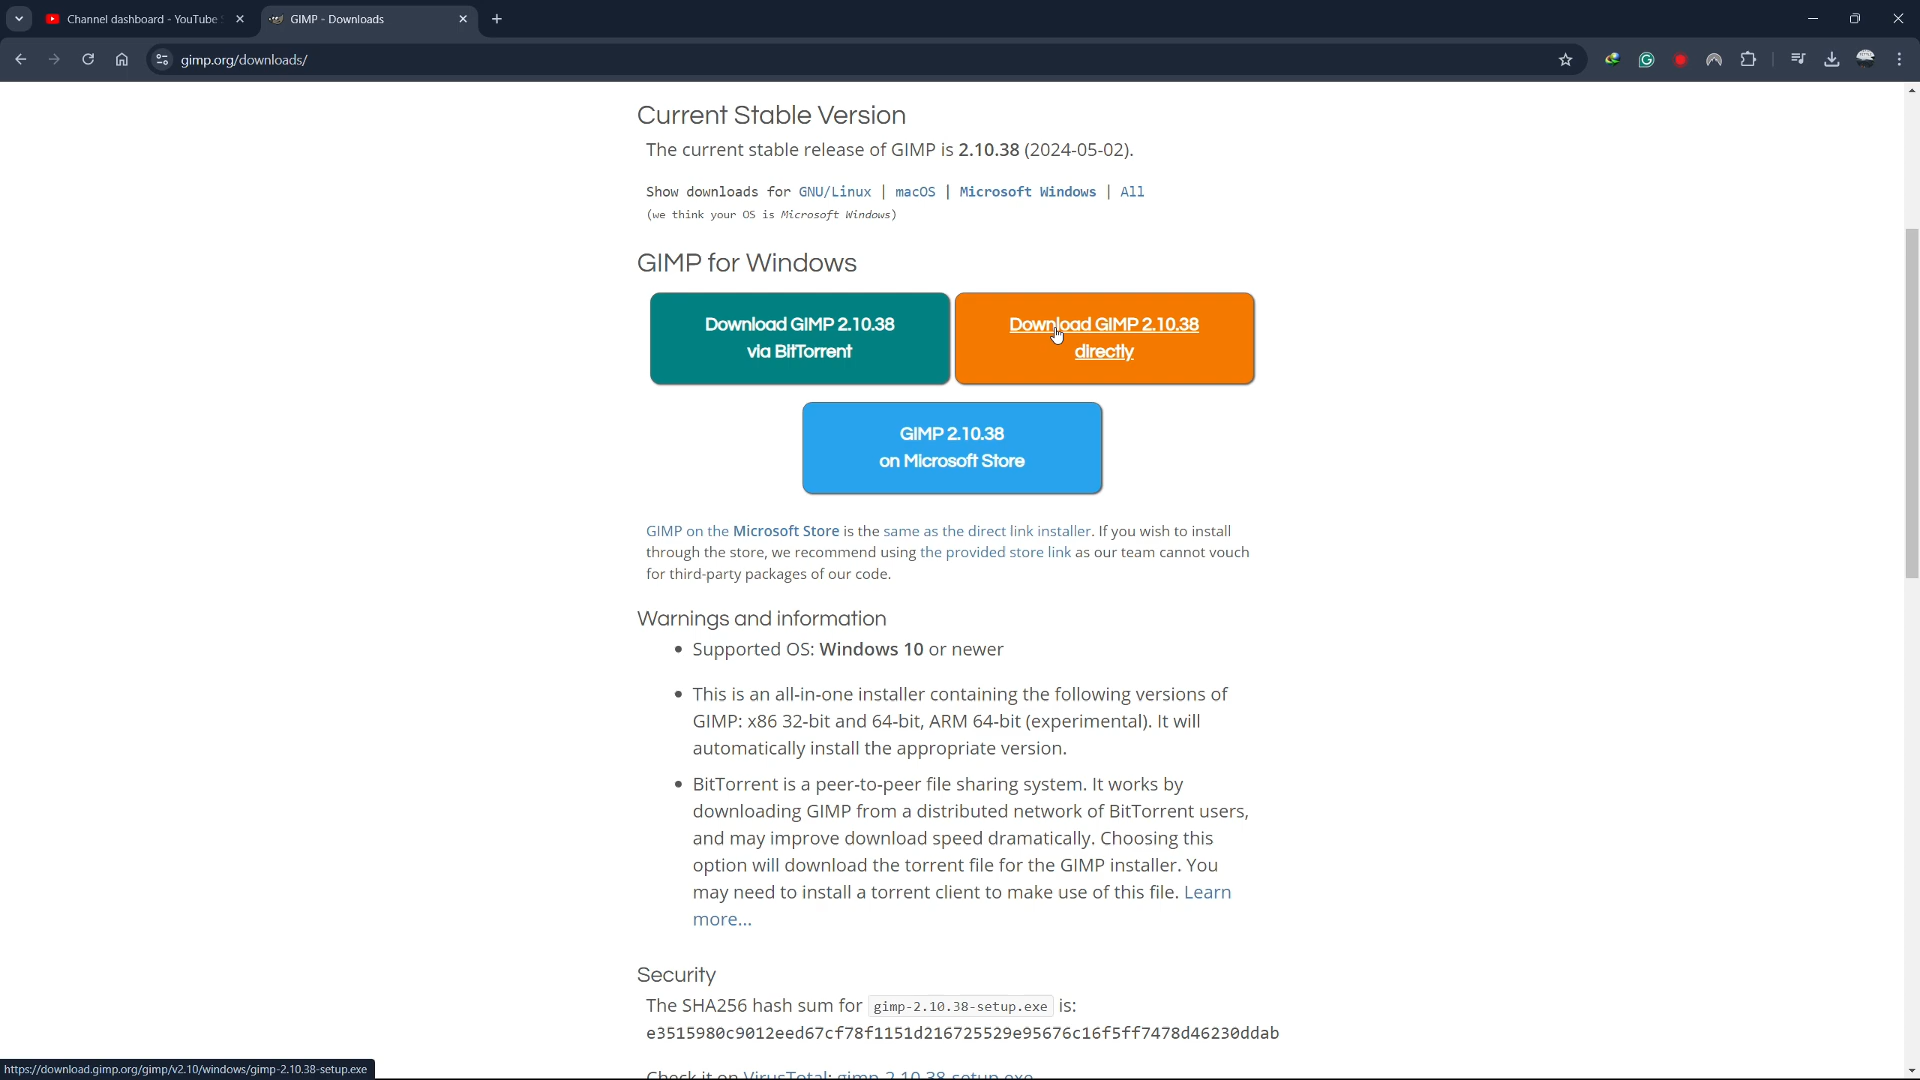 Channel dashboard - YouTube
GIMP - Downloads
gimp.org/downloads/
Current Stable Version
The current stable release of GIMP is 2.10.38 (2024-05-02).
Show downloads for GNU/Linux | macOS | Microsoft Windows | All
(we think your OS is Microsoft Windows)
GIMP for Windows
Download GIMP 2.10.38
via BitTorrent
Download GIMP 2.10.38
directly
GIMP 2.10.38
on Microsoft Store
GIMP on the Microsoft Store is the same as the direct link installer. If you wish to install
through the store, we recommend using the provided store link as our team cannot vouch
for third-party packages of our code.
Warnings and information
• Supported OS: Windows 10 or newer
• This is an all-in-one installer containing the following versions of
GIMP: x86 32-bit and 64-bit, ARM 64-bit (experimental). It will
automatically install the appropriate version.
• BitTorrent is a peer-to-peer file sharing system. It works by
downloading GIMP from a distributed network of BitTorrent users,
and may improve download speed dramatically. Choosing this
option will download the torrent file for the GIMP installer. You
may need to install a torrent client to make use of this file. Learn
more...
Security
The SHA256 hash sum for gimp-2.10.38-setup.exe is:
e3515980c9012eed67cf78f1151d216725529e95676c16f5ff7478d46230ddab
Check it on VirusTotal: gimp-2.10.38-setup.exe
https://download.gimp.org/gimp/v2.10/windows/gimp-2.10.38-setup.exe